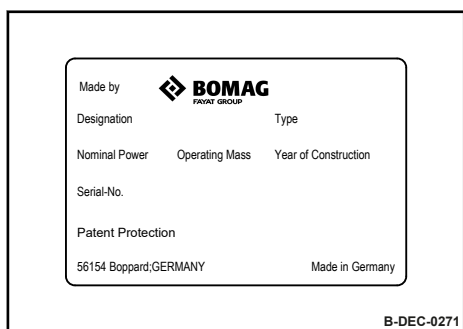 Made by BOMAG
FAYAT GROUP
Designation Type
Nominal Power Operating Mass Year of Construction
Serial-No.
Patent Protection
56154 Boppard;GERMANY Made in Germany
B-DEC-0271